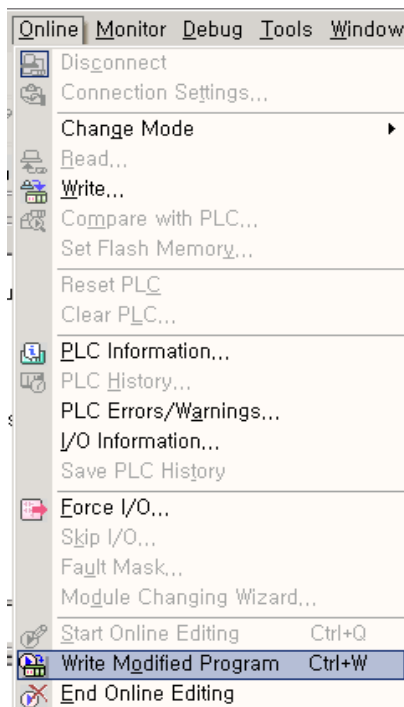 Online Monitor Debug Tools Window
Disconnect
Connection Settings...
Change Mode
Read...
Write...
Compare with PLC...
Set Flash Memory...
Reset PLC
Clear PLC...
PLC Information...
PLC History...
PLC Errors/Warnings...
I/O Information...
Save PLC History
Force I/O...
Skip I/O...
Fault Mask...
Module Changing Wizard...
Start Online Editing Ctrl+Q
Write Modified Program Ctrl+W
End Online Editing